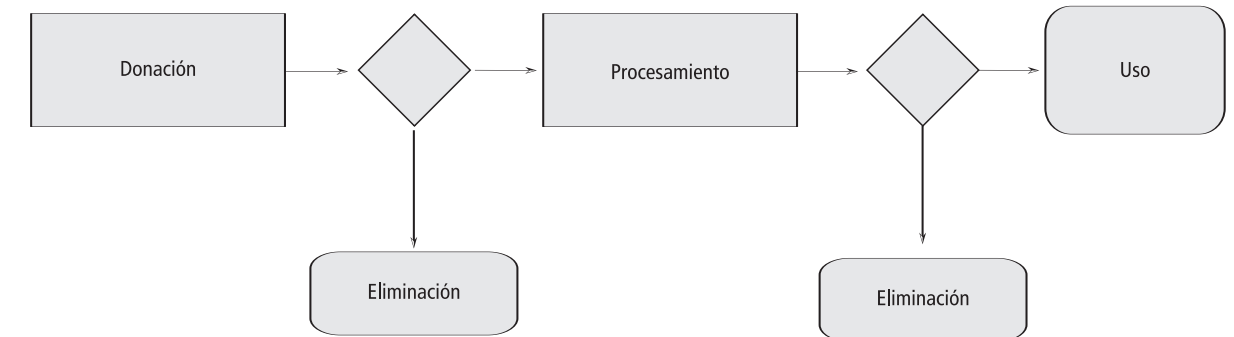 Donación
Procesamiento
Uso
Eliminación
Eliminación